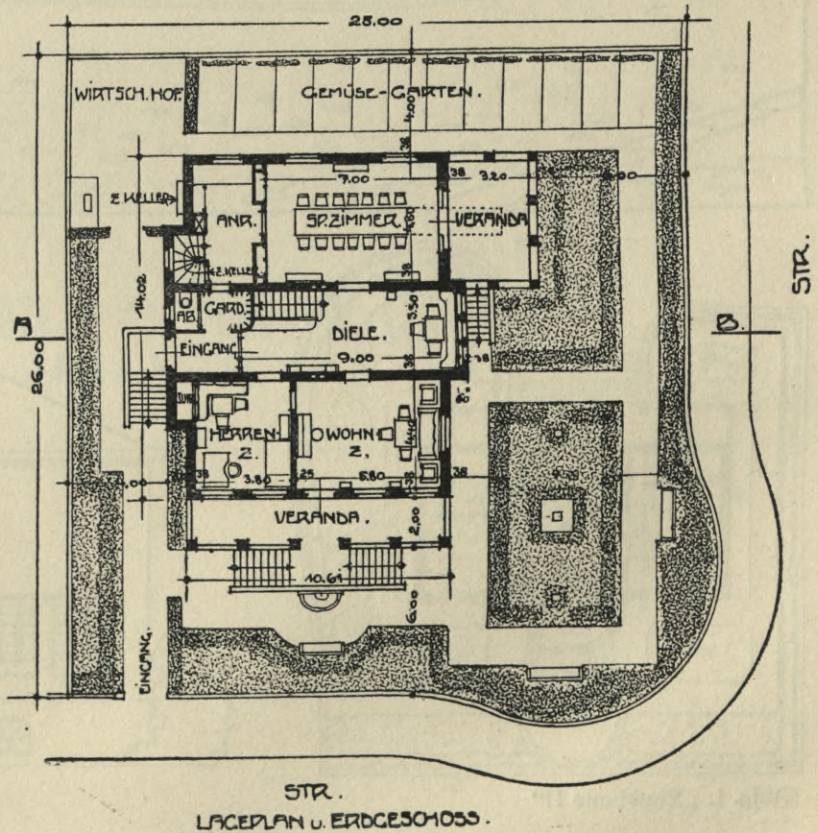 25.00
WIRTSCH. HOF.
GEMÜSE-GARTEN.
4.00
38
Z. KELLER
ANR.
7.00
SP.ZIMMER
4.80
38
38
3.20
VERANDA
14.02
Z. KELLER
AB.
GARD.
DIELE.
9.00
3.50
38
EINGANG
A
B.
STR.
26.00
HERREN-
Z.
38
3.80
25
WOHN-
Z.
4.40
5.80
38
38
VERANDA.
2.00
10.61
6.00
EINGANG.
STR.
LAGEPLAN U. ERDGESCHOSS.